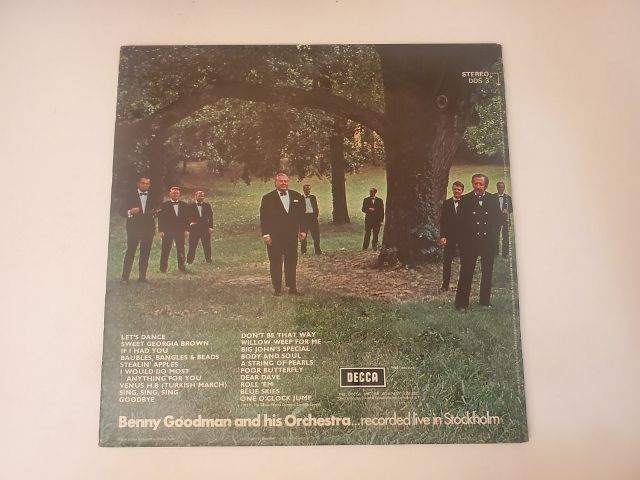 STEREO
DDS 3
LET'S DANCE
SWEET GEORGIA BROWN
IF I HAD YOU
BAUBLES, BANGLES & BEADS
STEALIN' APPLES
I WOULD DO MOST
ANYTHING FOR YOU
VENUS H.B (TURKISH MARCH)
SING, SING, SING
GOODBYE
DON'T BE THAT WAY
WILLOW WEEP FOR ME
BIG JOHN'S SPECIAL
BODY AND SOUL
A STRING OF PEARLS
POOR BUTTERFLY
DEAR DAVE
ROLL 'EM
BLUE SKIES
ONE O'CLOCK JUMP
DECCA
Benny Goodman and his Orchestra...recorded live in Stockholm